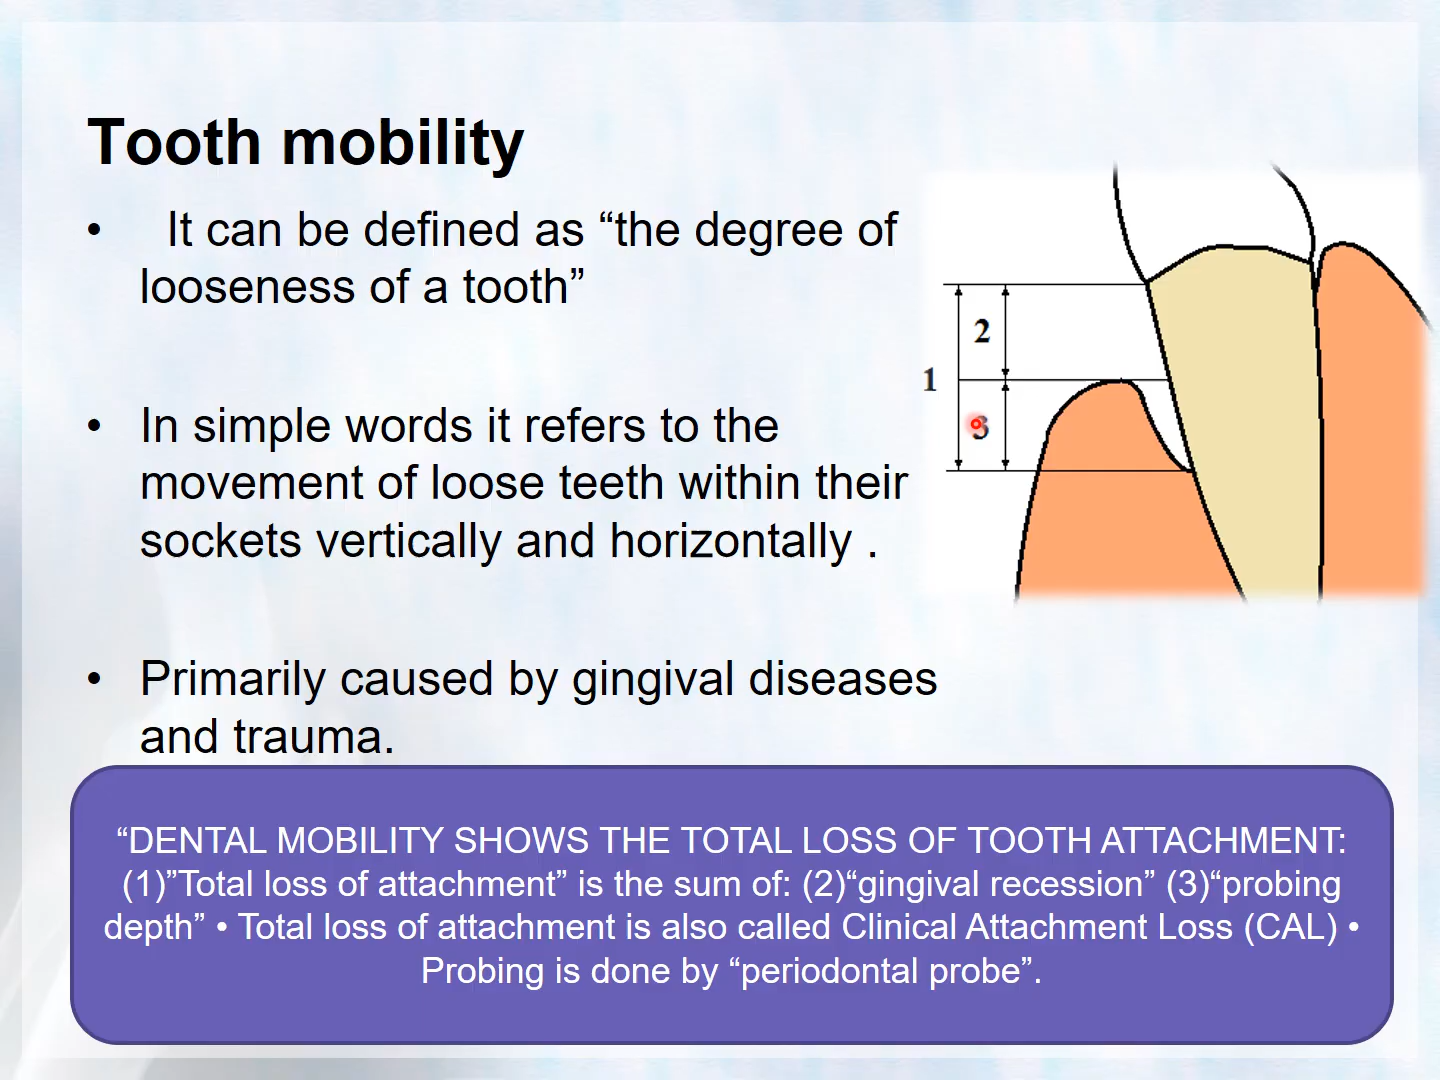 Tooth mobility
• It can be defined as “the degree of
looseness of a tooth”
• In simple words it refers to the
movement of loose teeth within their
sockets vertically and horizontally .
• Primarily caused by gingival diseases
and trauma.
2
1
3
“DENTAL MOBILITY SHOWS THE TOTAL LOSS OF TOOTH ATTACHMENT:
(1)”Total loss of attachment” is the sum of: (2)“gingival recession” (3)“probing
depth” • Total loss of attachment is also called Clinical Attachment Loss (CAL) •
Probing is done by “periodontal probe”.